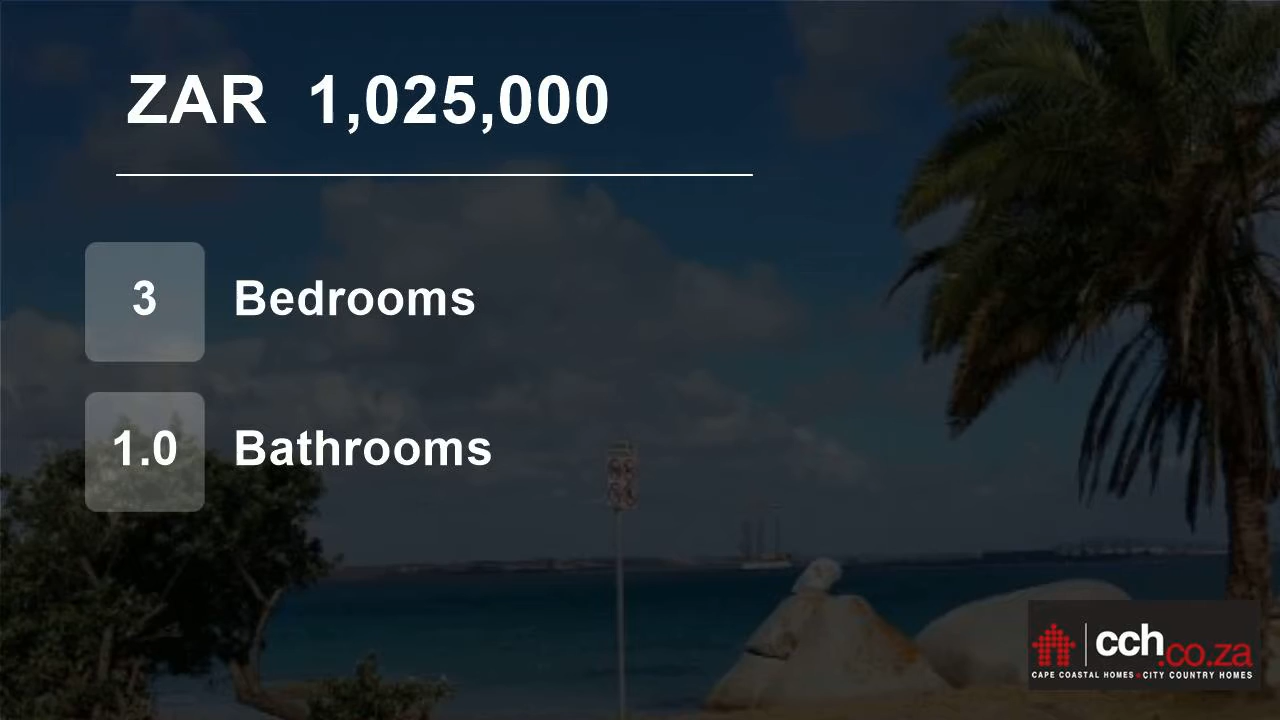 ZAR 1,025,000
3 Bedrooms
1.0 Bathrooms
cch.co.za
CAPE COASTAL HOMES CITY COUNTRY HOMES